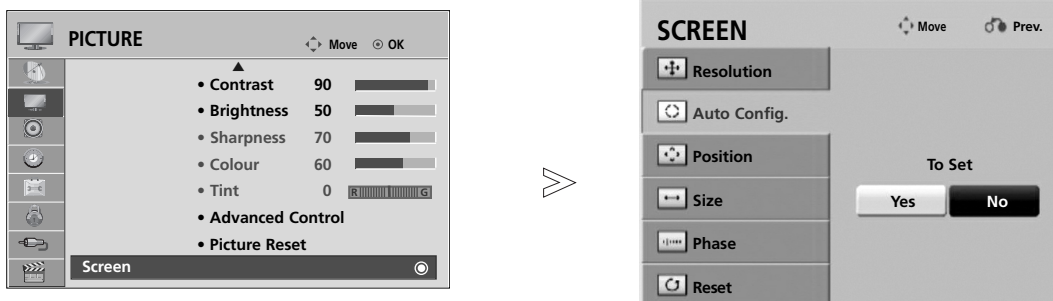 PICTURE
Move OK
• Contrast 90
• Brightness 50
• Sharpness 70
• Colour 60
• Tint 0 R G
• Advanced Control
• Picture Reset
Screen
SCREEN
Move Prev.
Resolution
Auto Config.
Position
Size
Phase
Reset
To Set
Yes No